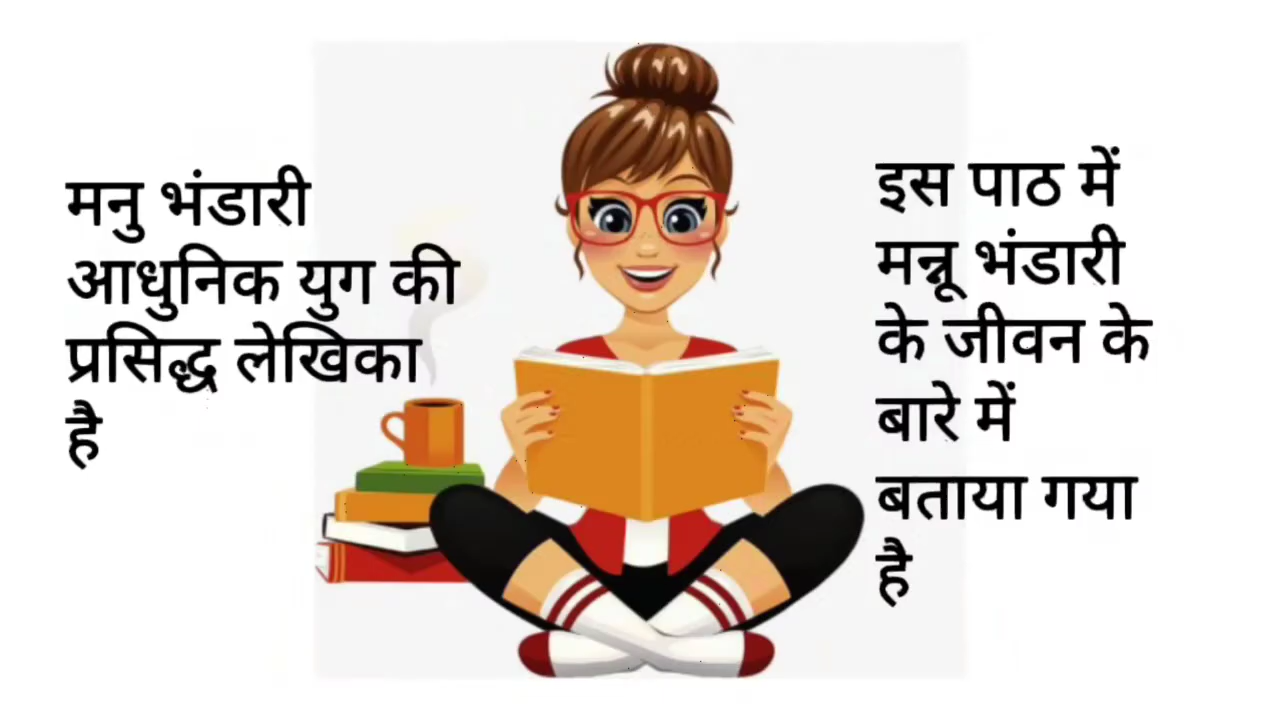 मनु भंडारी
आधुनिक युग की
प्रसिद्ध लेखिका
है
इस पाठ में
मन्नू भंडारी
के जीवन के
बारे में
बताया गया
है